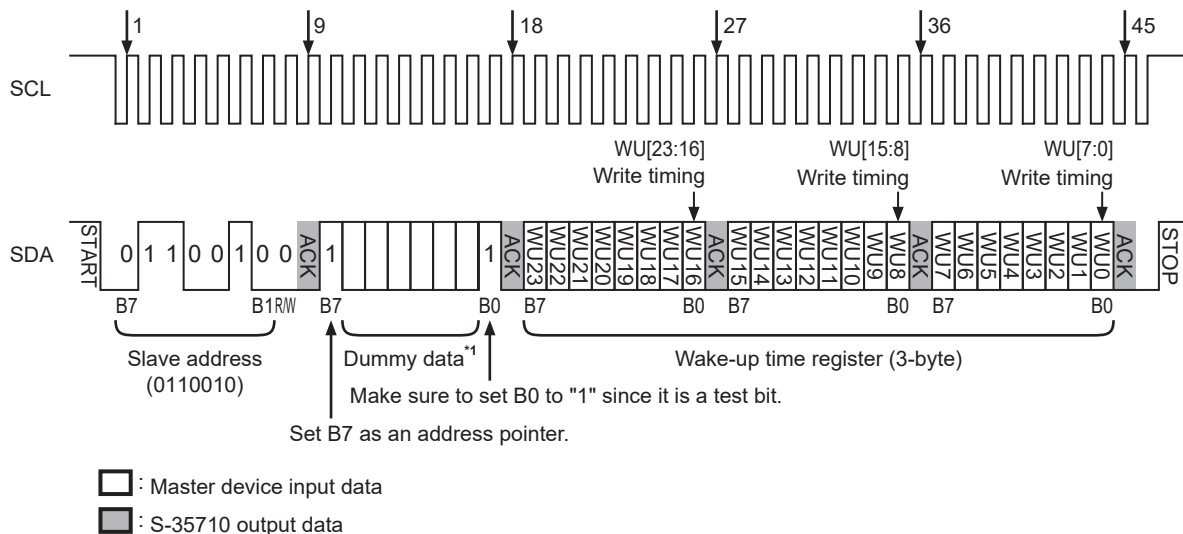 1 9 18 27 36 45
SCL
WU[23:16] WU[15:8] WU[7:0]
Write timing Write timing Write timing
SDA START 0 1 1 0 0 1 0 0 ACK 1 1 ACK WU23 WU22 WU21 WU20 WU19 WU18 WU17 WU16 ACK WU15 WU14 WU13 WU12 WU11 WU10 WU9 WU8 ACK WU7 WU6 WU5 WU4 WU3 WU2 WU1 WU0 ACK STOP
B7 B1 R/W B7 B0 B7 B0 B7 B0 B7 B0
Slave address Dummy data*1 Wake-up time register (3-byte)
(0110010)
Make sure to set B0 to "1" since it is a test bit.
Set B7 as an address pointer.
: Master device input data
: S-35710 output data